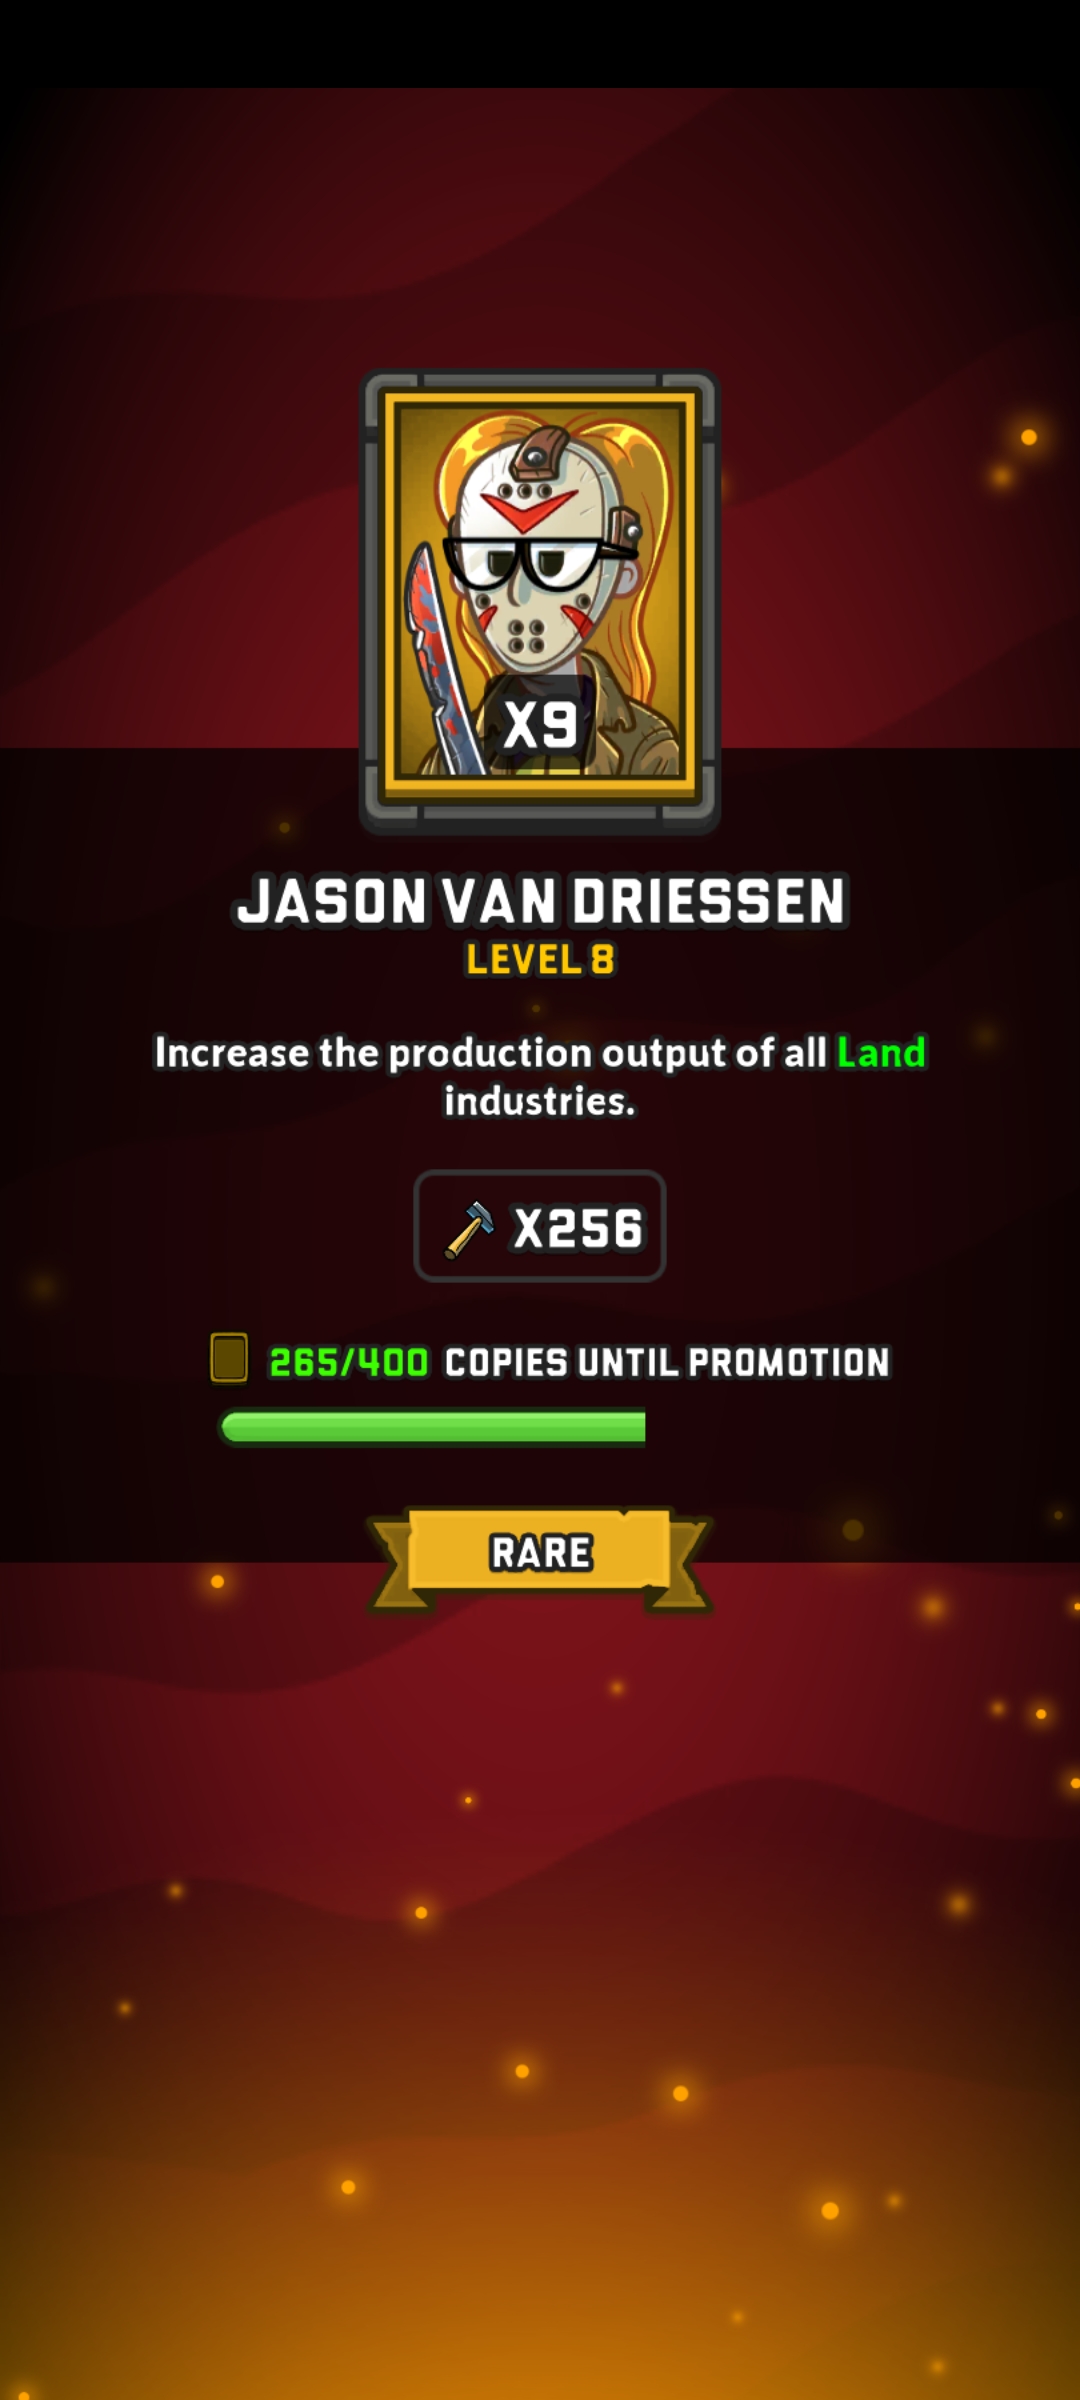 X9
JASON VAN DRIESSEN
LEVEL 8
Increase the production output of all Land
industries.
X256
265/400 COPIES UNTIL PROMOTION
RARE